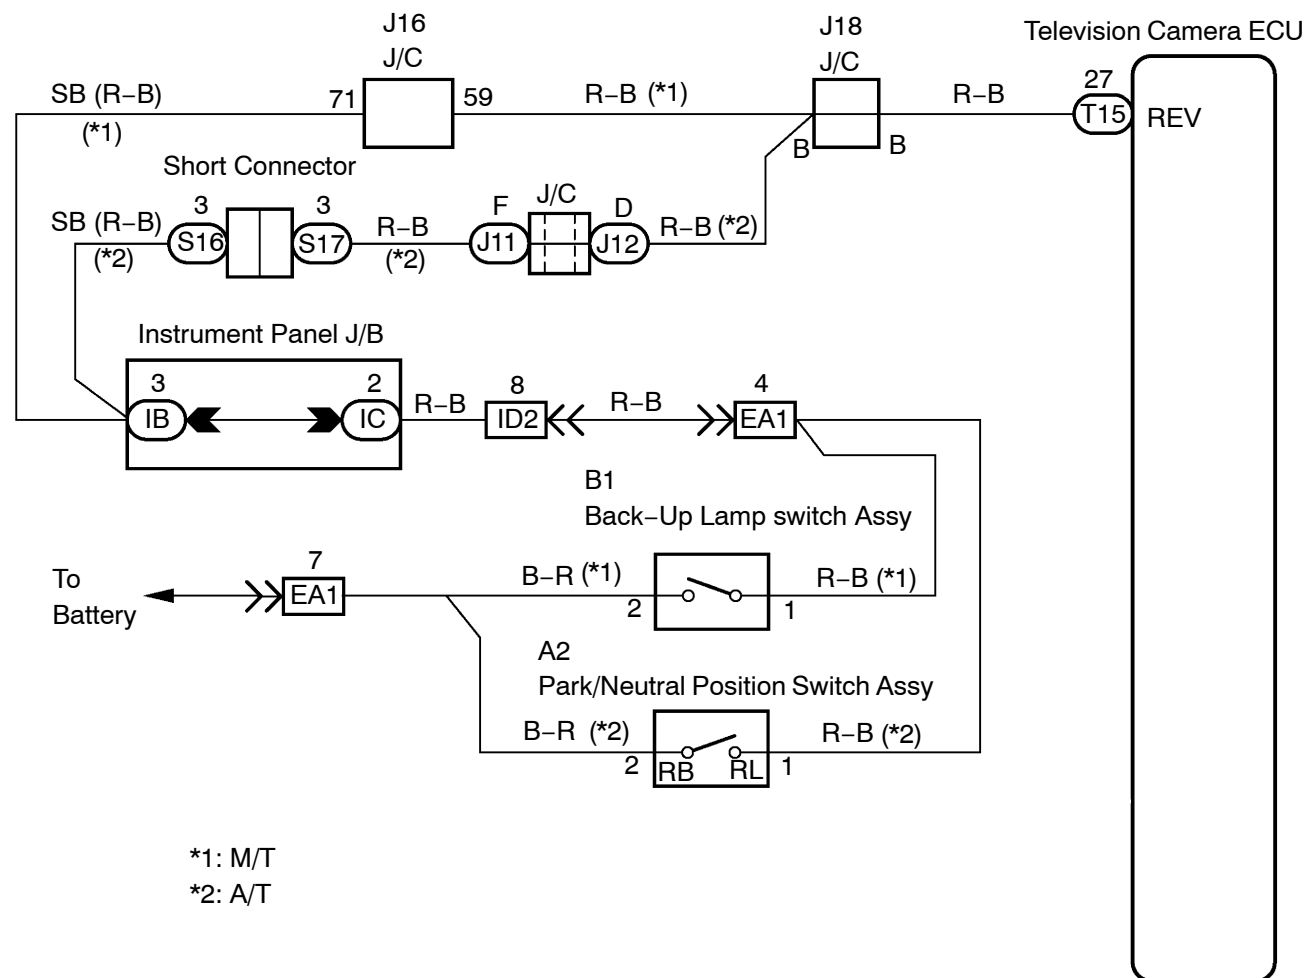 J16
J/C
J18
J/C
Television Camera ECU
SB (R−B)
(*1)
71
59
R−B (*1)
B
B
R−B
27
T15
REV
Short Connector
SB (R−B)
(*2)
3
S16
3
S17
R−B
(*2)
F
J11
J/C
D
J12
R−B (*2)
Instrument Panel J/B
3
IB
2
IC
R−B
8
ID2
R−B
4
EA1
B1
Back−Up Lamp switch Assy
To
Battery
7
EA1
B−R (*1)
2
1
R−B (*1)
A2
Park/Neutral Position Switch Assy
B−R (*2)
2
RB
RL
1
R−B (*2)
*1: M/T
*2: A/T